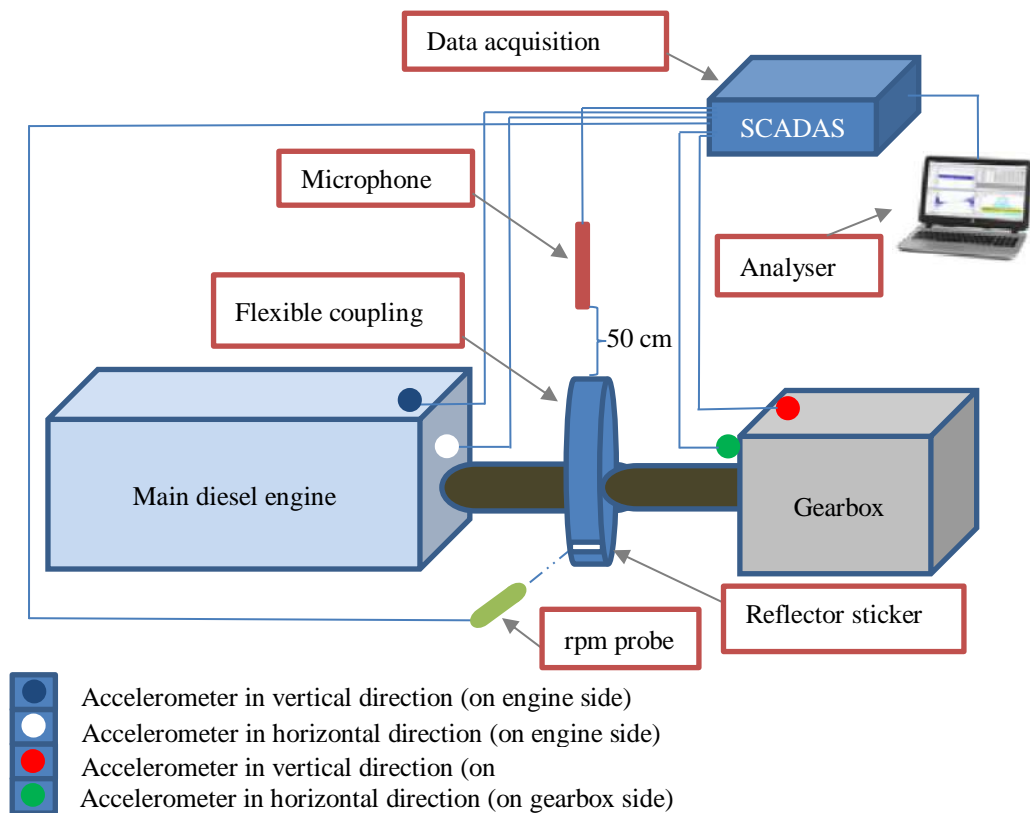 Data acquisition
SCADAS
Microphone
Analyser
Flexible coupling
50 cm
Main diesel engine
Gearbox
Reflector sticker
rpm probe
Accelerometer in vertical direction (on engine side)
Accelerometer in horizontal direction (on engine side)
Accelerometer in vertical direction (on
Accelerometer in horizontal direction (on gearbox side)